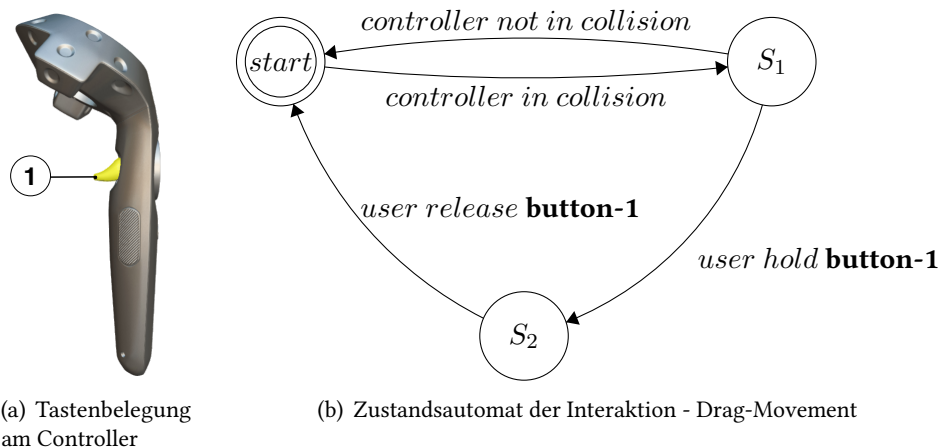 controller not in collision
start
S₁
controller in collision
1
user release button-1
user hold button-1
S₂
(a) Tastenbelegung
am Controller
(b) Zustandsautomat der Interaktion - Drag-Movement